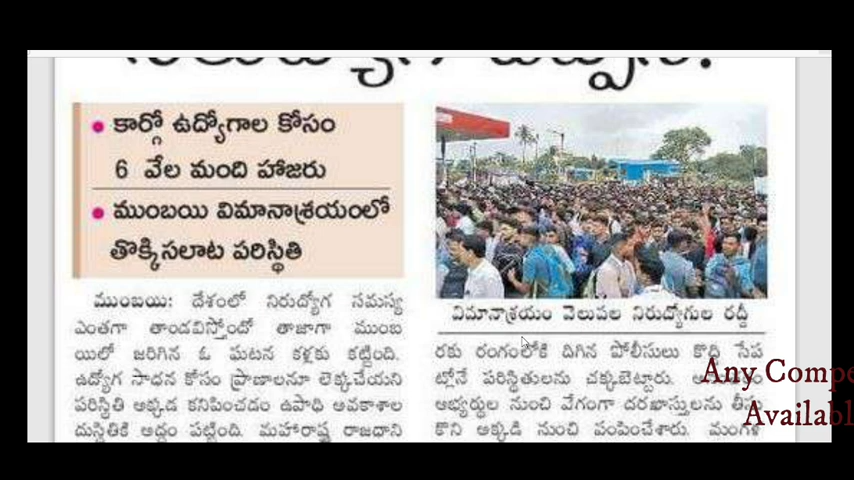 కార్గో ఉద్యోగాల కోసం
6 వేల మంది హాజరు
ముంబయి విమానాశ్రయంలో
తొక్కిసలాట పరిస్థితి
ముంబయి: దేశంలో నిరుద్యోగ సమస్య
ఎంతగా తాండవిస్తోందో తాజాగా ముంబ
యిలో జరిగిన ఓ ఘటన కళ్లకు కట్టింది.
ఉద్యోగ సాధన కోసం ప్రాణాలనూ లెక్కచేయని
పరిస్థితి అక్కడ కనిపించడం ఉపాధి అవకాశాల
దుస్థితికి అద్దం పట్టింది. మహారాష్ట్ర రాజధాని
విమానాశ్రయం వెలుపల నిరుద్యోగుల రద్దీ
రకు రంగంలోకి దిగిన పోలీసులు కొద్ది సేప
ట్లోనే పరిస్థితులను చక్కబెట్టారు.
అభ్యర్థుల నుంచి వేగంగా దరఖాస్తులను తీసు
కొని అక్కడి నుంచి పంపించేశారు. మంగళ
Any Compe
Availabl